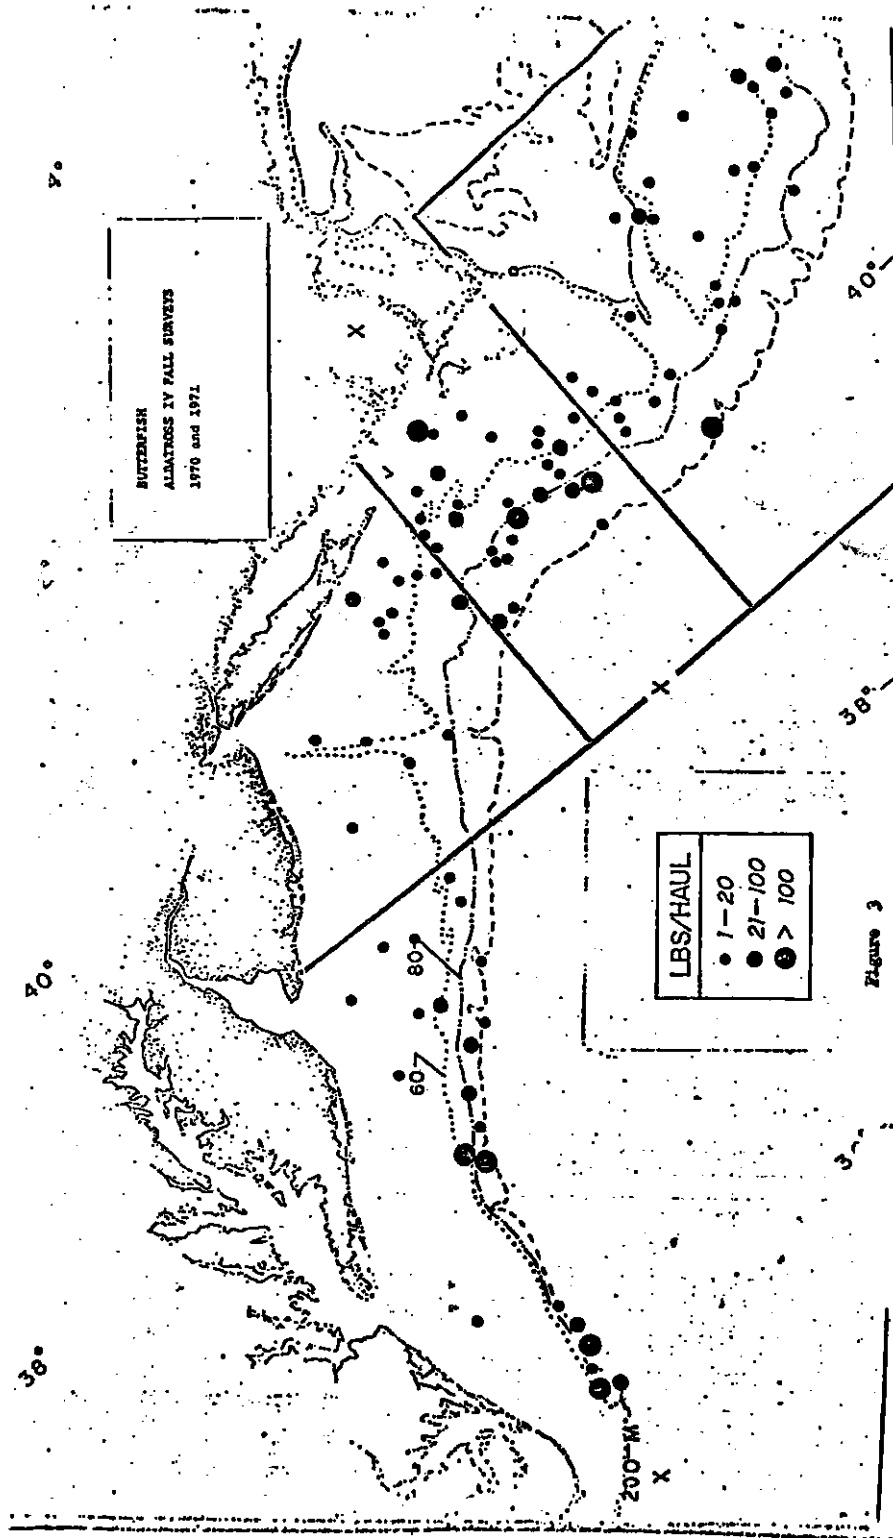 BUTTERFISH
ALBATROSS IV FALL SURVEYS
1970 and 1971
40°
38°
60
80
200-M
X
X
X
40°
38°
LBS/HAUL
1-20
21-100
> 100
Figure 3